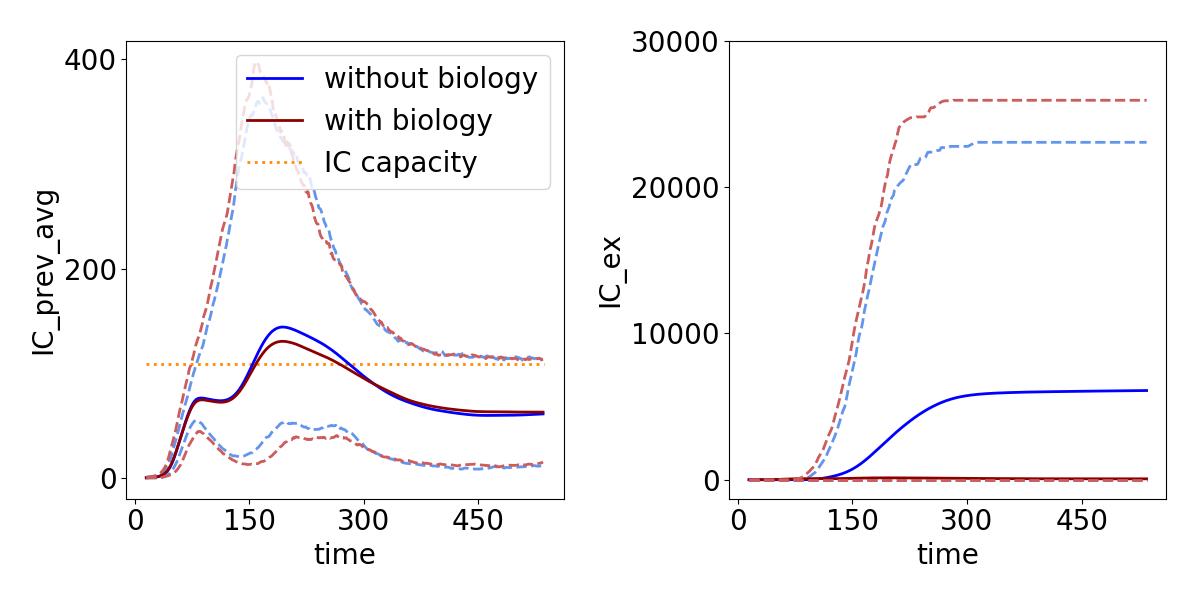 400
200
0
IC_prev_avg
without biology
with biology
IC capacity
0 150 300 450
time
30000
20000
10000
0
IC_ex
0 150 300 450
time